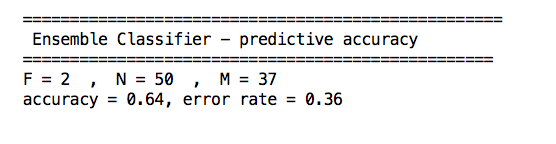 ==================================================
Ensemble Classifier – predictive accuracy
=================================================
F = 2 , N = 50 , M = 37
accuracy = 0.64, error rate = 0.36